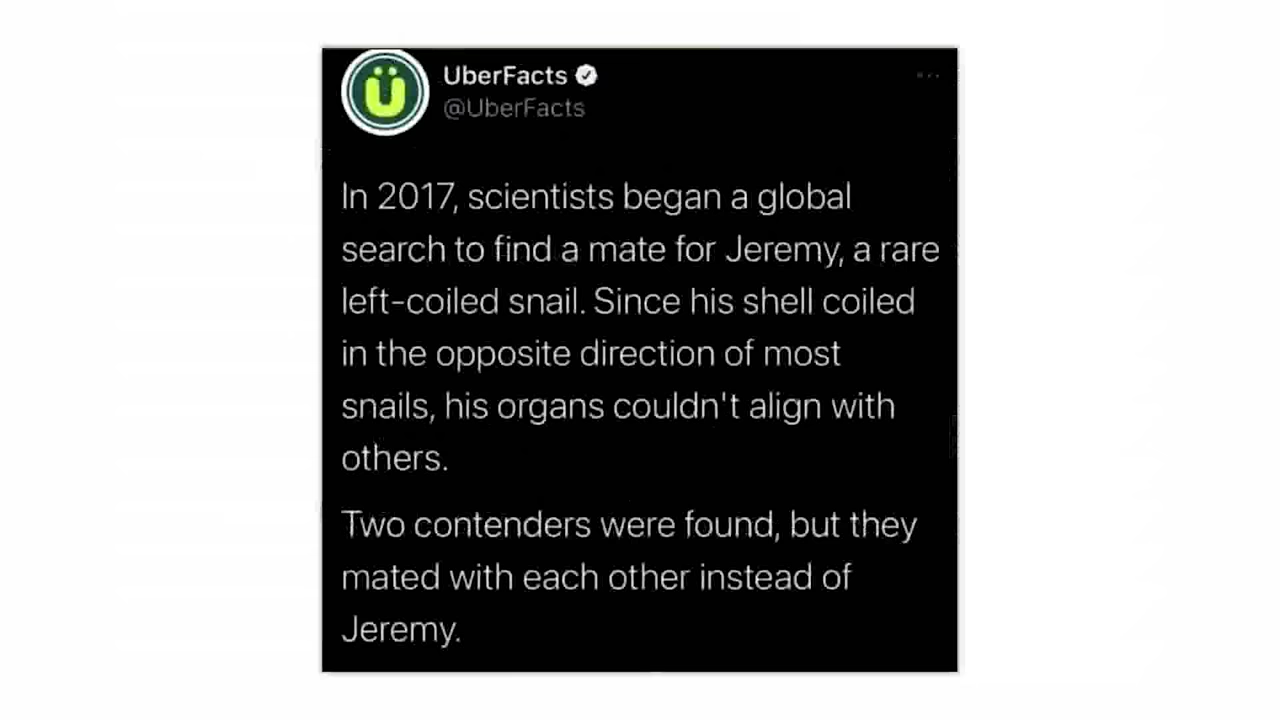 Ü
UberFacts
@UberFacts
In 2017, scientists began a global
search to find a mate for Jeremy, a rare
left-coiled snail. Since his shell coiled
in the opposite direction of most
snails, his organs couldn't align with
others.
Two contenders were found, but they
mated with each other instead of
Jeremy.